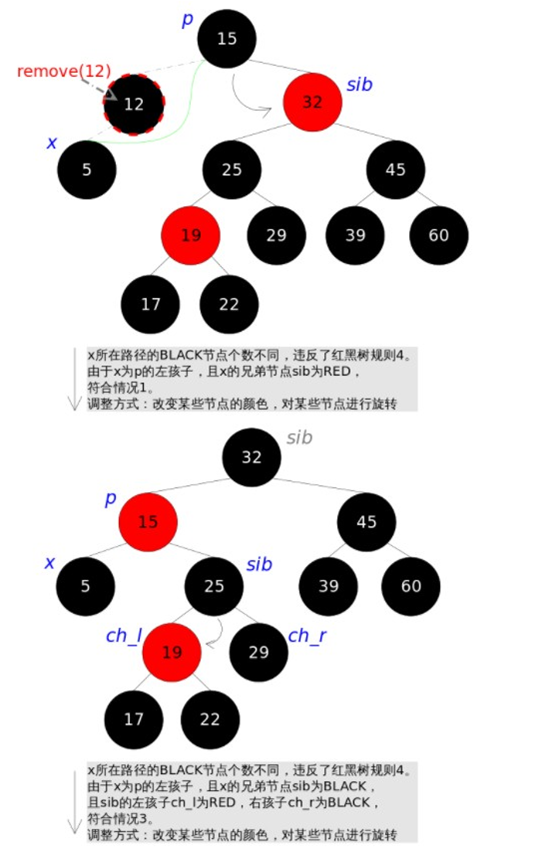 p
15
remove(12)
32
sib
12
x
5
25
45
19
29
39
60
17
22
x所在路径的BLACK节点个数不同，违反了红黑树规则4。
由于x为p的左孩子，且x的兄弟节点sib为RED，
符合情况1。
调整方式：改变某些节点的颜色，对某些节点进行旋转
32
sib
p
15
45
x
5
25
sib
39
60
ch_l
19
29
ch_r
17
22
x所在路径的BLACK节点个数不同，违反了红黑树规则4。
由于x为p的左孩子，且x的兄弟节点sib为BLACK，
且sib的左孩子ch_l为RED，右孩子ch_r为BLACK，
符合情况3。
调整方式：改变某些节点的颜色，对某些节点进行旋转